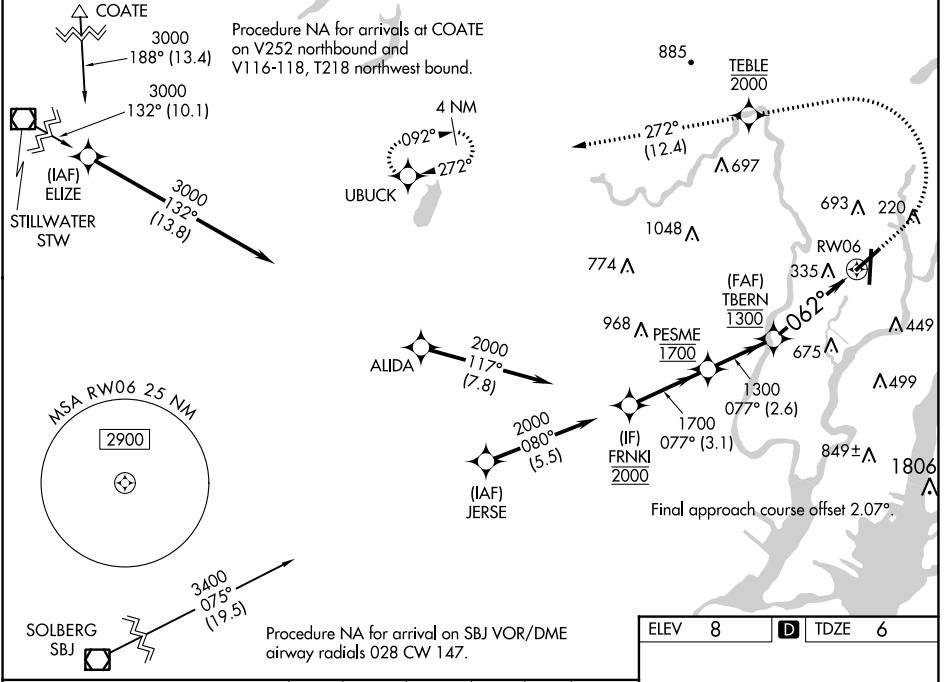 COATE
3000
188° (13.4)
Procedure NA for arrivals at COATE
on V252 northbound and
V116-118, T218 northwest bound.
3000
132° (10.1)
(IAF)
ELIZE
STILLWATER
STW
3000
132°
(13.8)
4 NM
092°
272°
UBUCK
885
TEBLE
2000
272°
(12.4)
697
693
220
1048
RW06
774
335
(FAF)
TBERN
1300
062°
968
PESME
1700
675
449
ALIDA
2000
117°
(7.8)
1300
077° (2.6)
499
1700
077° (3.1)
2000
080°
(5.5)
(IF)
FRNKI
2000
849±
1806
(IAF)
JERSE
Final approach course offset 2.07°.
MSA RW06 25 NM
2900
3400
075°
(19.5)
SOLBERG
SBJ
Procedure NA for arrival on SBJ VOR/DME
airway radials 028 CW 147.
ELEV 8 D TDZE 6